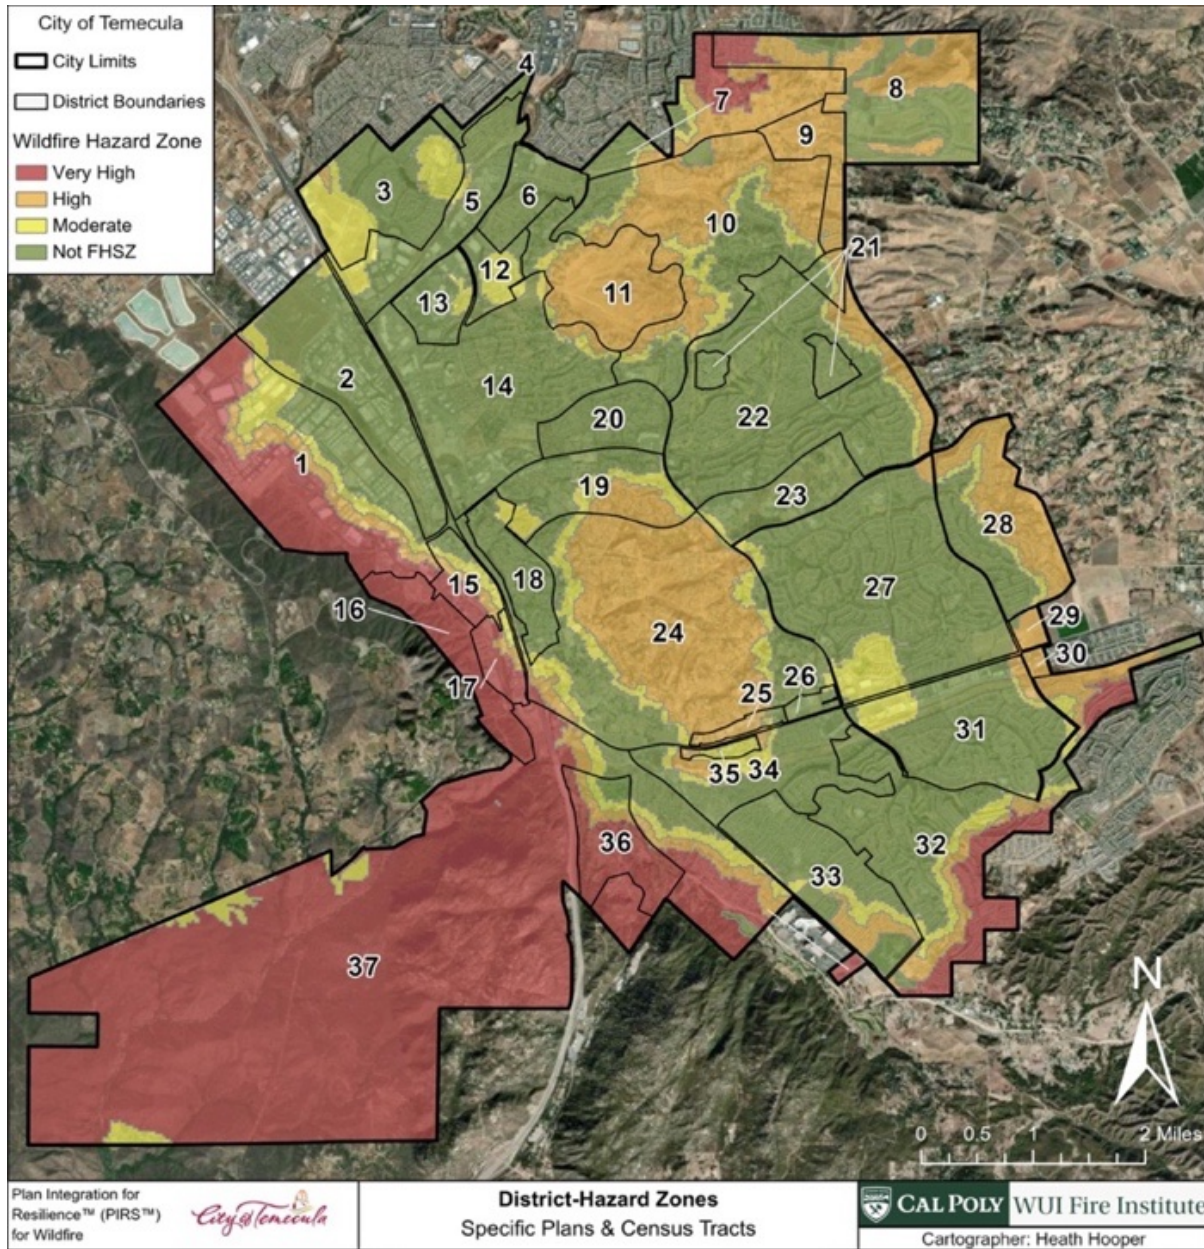 City of Temecula
City Limits
District Boundaries
Wildfire Hazard Zone
Very High
High
Moderate
Not FHSZ
4
7
8
9
3
5
6
10
21
12
11
13
2
14
20
22
1
19
23
28
15
18
27
16
24
29
30
17
25
26
31
35
34
36
32
33
37
N
0 0.5 1 2 Miles
Plan Integration for
Resilience™ (PIRS™)
for Wildfire
City of Temecula
District-Hazard Zones
Specific Plans & Census Tracts
CAL POLY WUI Fire Institute
Cartographer: Heath Hooper